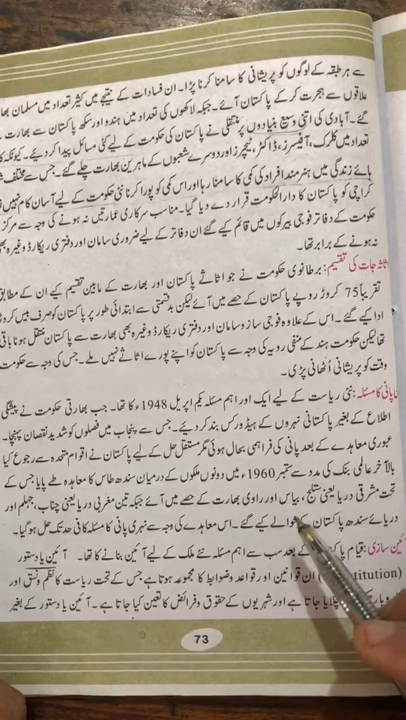 سے ہر طبقہ کے لوگوں کو پریشانی کا سامنا کرنا پڑا۔ ان فسادات کے نتیجے میں کثیر تعداد میں مسلمان
علاقوں سے ہجرت کر کے پاکستان آئے۔ جبکہ لاکھوں کی تعداد میں ہندو اور سکھ پاکستان سے بھارت
گئے۔ آبادی کی اتنی وسیع بنیادوں پر منتقلی نے پاکستان کی حکومت کے لیے کئی مسائل پیدا کر دیے۔ کیونکہ
تعداد میں کلرک، آفیسرز، ڈاکٹر، ٹیچرز اور دوسرے شعبوں کے ماہرین بھارت چلے گئے۔ جس سے مختلف
ہائے زندگی میں ہنرمند افراد کی کمی کا سامنا رہا اور اس کمی کو پورا کرنا نئی حکومت کے لیے آسان کام نہیں
کراچی کو پاکستان کا دارالحکومت قرار دے دیا گیا۔ مناسب سرکاری عمارتیں نہ ہونے کی وجہ سے مرکزی
حکومت کے دفاتر فوجی بیرکوں میں قائم کیے گئے ان دفاتر کے لیے ضروری سامان اور دفتری ریکارڈ وغیرہ بھی
نہ ہونے کے برابر تھا۔
اثاثہ جات کی تقسیم: برطانوی حکومت نے جو اثاثے پاکستان اور بھارت کے مابین تقسیم کیے ان کے مطابق
تقریباً 75 کروڑ روپے پاکستان کے حصے میں آئے لیکن بدقسمتی سے ابتدائی طور پر پاکستان کو صرف بیس کروڑ
ادا کیے گئے۔ اس کے علاوہ فوجی ساز و سامان اور دفتری ریکارڈ وغیرہ بھی بھارت سے پاکستان منتقل ہونا باقی
تھا لیکن حکومت ہند کے منفی رویہ کی وجہ سے پاکستان کو اپنے پورے اثاثے نہیں ملے۔ جس کی وجہ سے حکومت
وقت کو پریشانی اُٹھانی پڑی۔
پانی کا مسئلہ: نئی ریاست کے لیے ایک اور اہم مسئلہ یکم اپریل 1948ء کا تھا۔ جب بھارتی حکومت نے پیشگی
اطلاع کے بغیر پاکستانی نہروں کے ہیڈ ورکس بند کر دیئے۔ جس سے پنجاب میں فصلوں کو شدید نقصان پہنچا۔
عبوری معاہدے کے بعد پانی کی فراہمی بحال ہوئی مگر مستقل حل کے لیے پاکستان نے اقوام متحدہ سے رجوع کیا
بالآخر عالمی بنک کی مدد سے ستمبر 1960ء میں دونوں ملکوں کے درمیان سندھ طاس کا معاہدہ طے پایا جس کے
تحت مشرقی دریا یعنی ستلج، بیاس اور راوی بھارت کے حصے میں آئے جبکہ تین مغربی دریا یعنی چناب، جہلم اور
دریائے سندھ پاکستان حوالے کیے گئے۔ اس معاہدے کی وجہ سے نہری پانی کا مسئلہ کافی حد تک حل ہو گیا۔
آئین سازی: قیام کے بعد سب سے اہم مسئلہ نئے ملک کے لیے آئین بنانے کا تھا۔ آئین یا دستور
ان قوانین اور قواعد و ضوابط کا مجموعہ ہوتا ہے جس کے تحت ریاست کا نظم و نسق اور
چلایا جاتا ہے اور شہریوں کے حقوق و فرائض کا تعین کیا جاتا ہے۔ آئین یا دستور کے بغیر
73